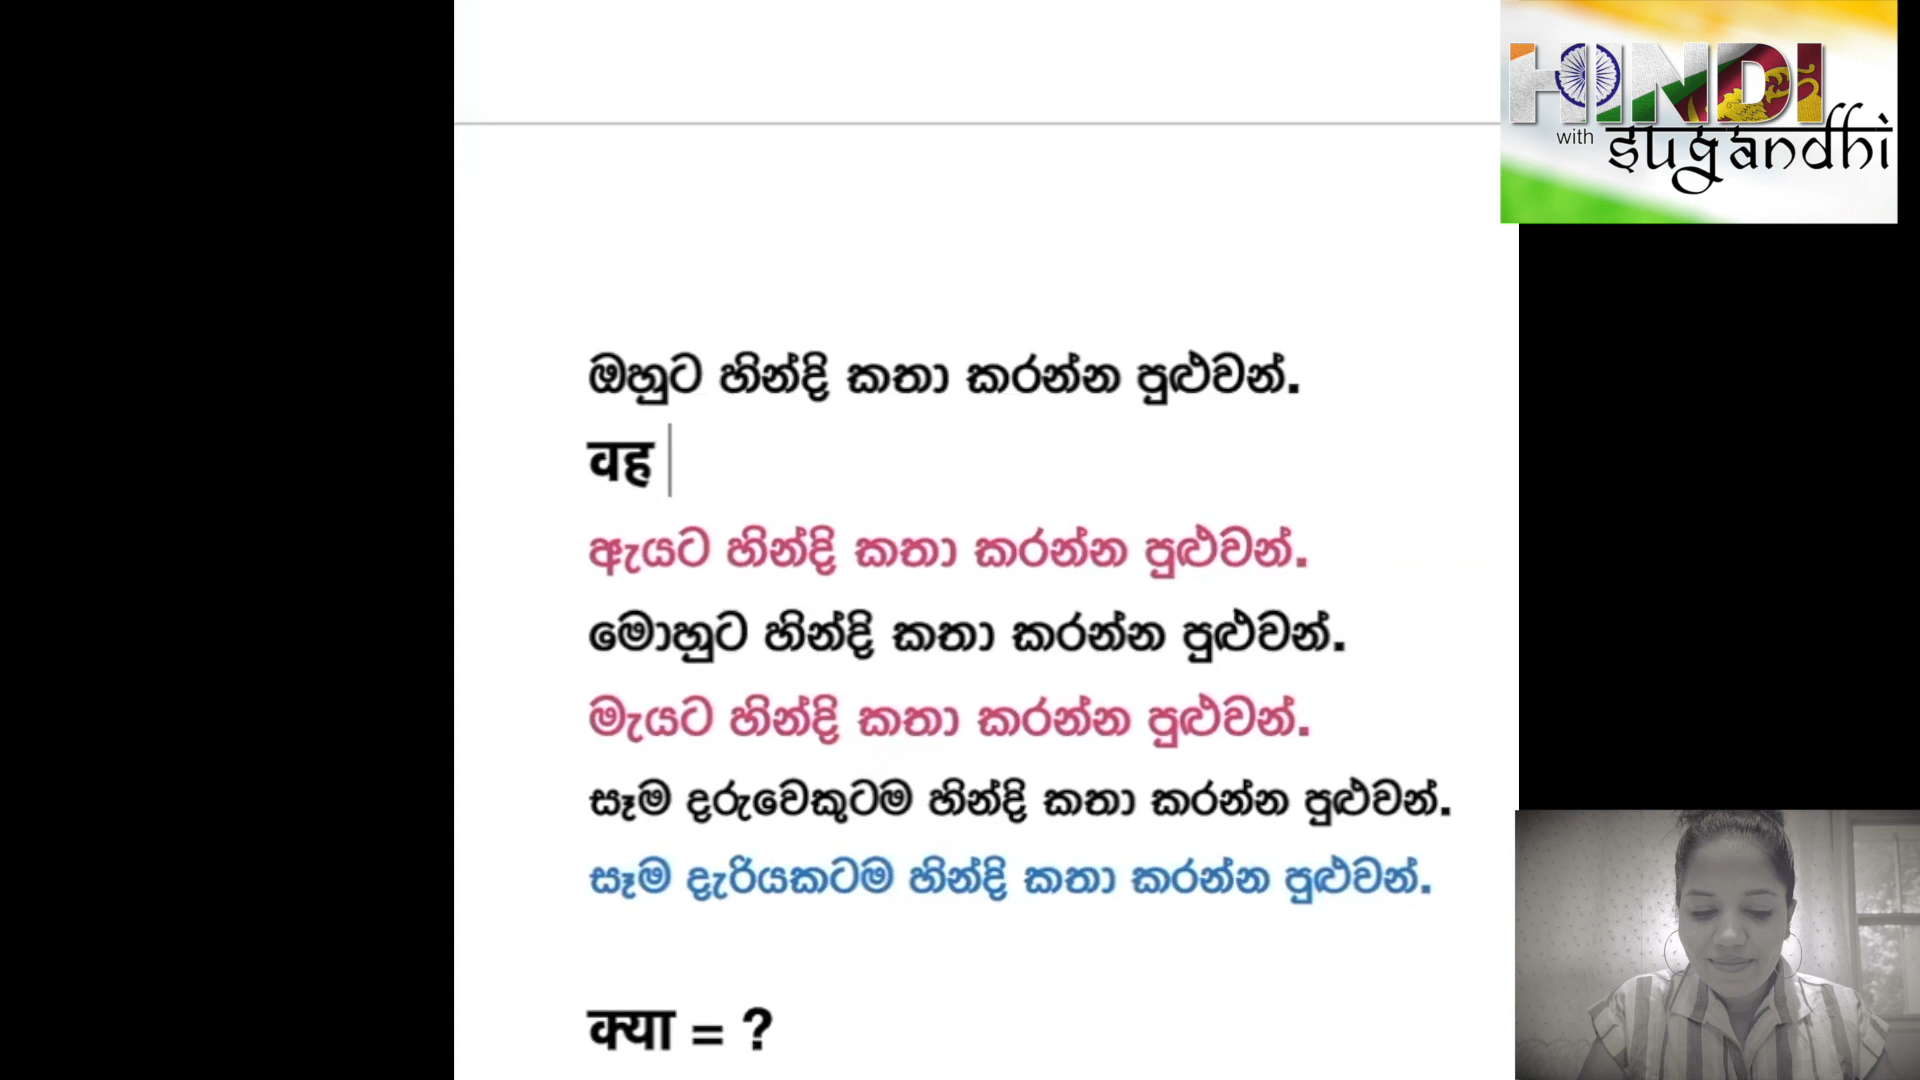 HINDI
with
sugandhi
ඔහුට හින්දි කතා කරන්න පුළුවන්.
वह
ඇයට හින්දි කතා කරන්න පුළුවන්.
මොහුට හින්දි කතා කරන්න පුළුවන්.
මැයට හින්දි කතා කරන්න පුළුවන්.
සෑම දරුවෙකුටම හින්දි කතා කරන්න පුළුවන්.
සෑම දැරියකටම හින්දි කතා කරන්න පුළුවන්.
क्या = ?